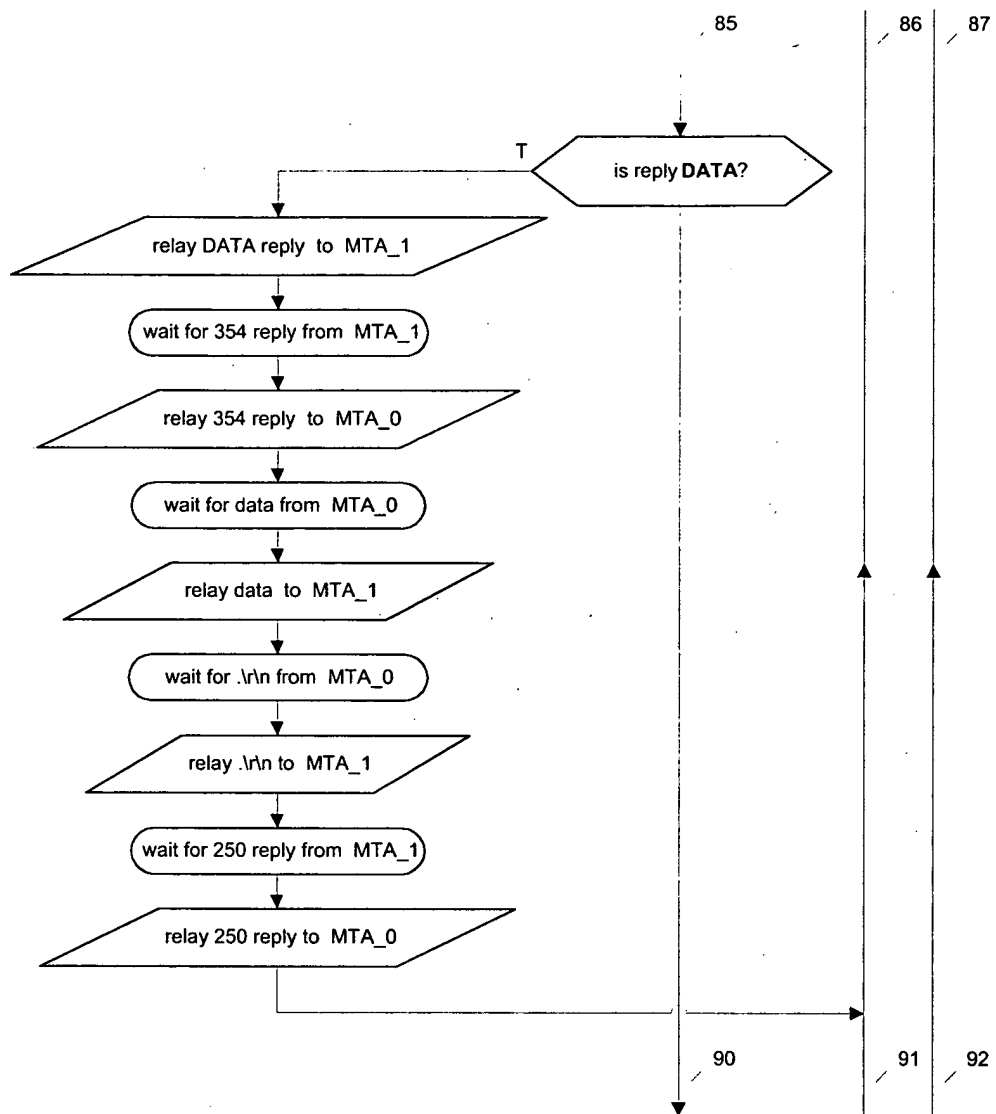 85
86
87
T
is reply DATA?
relay DATA reply to MTA_1
wait for 354 reply from MTA_1
relay 354 reply to MTA_0
wait for data from MTA_0
relay data to MTA_1
wait for .\r\n from MTA_0
relay .\r\n to MTA_1
wait for 250 reply from MTA_1
relay 250 reply to MTA_0
90
91
92